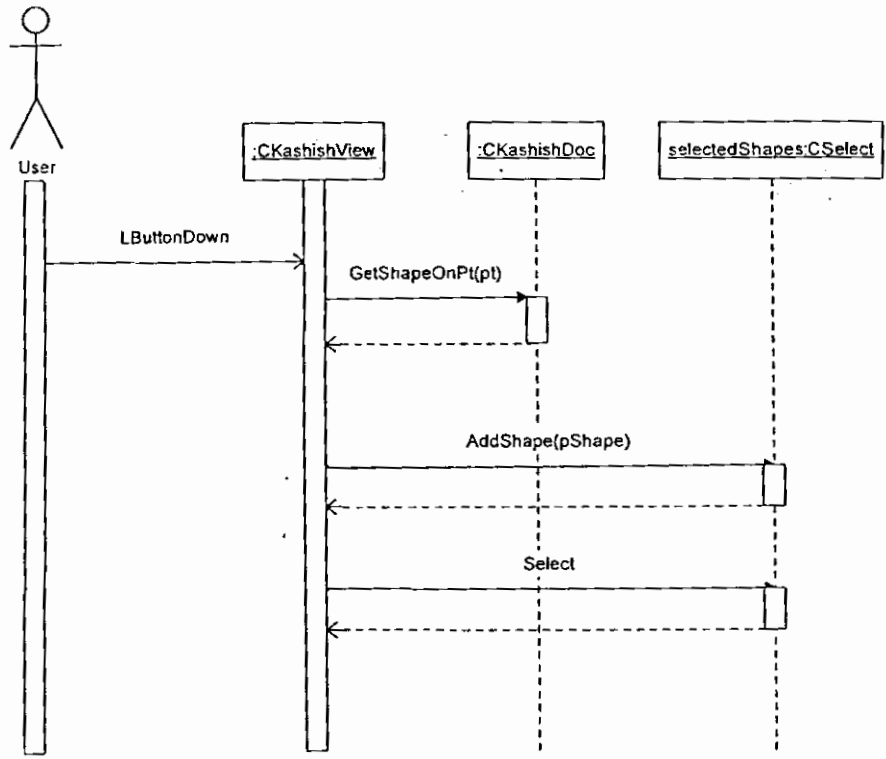 User
:CKashishView
:CKashishDoc
selectedShapes:CSelect
LButtonDown
GetShapeOnPt(pt)
AddShape(pShape)
Select